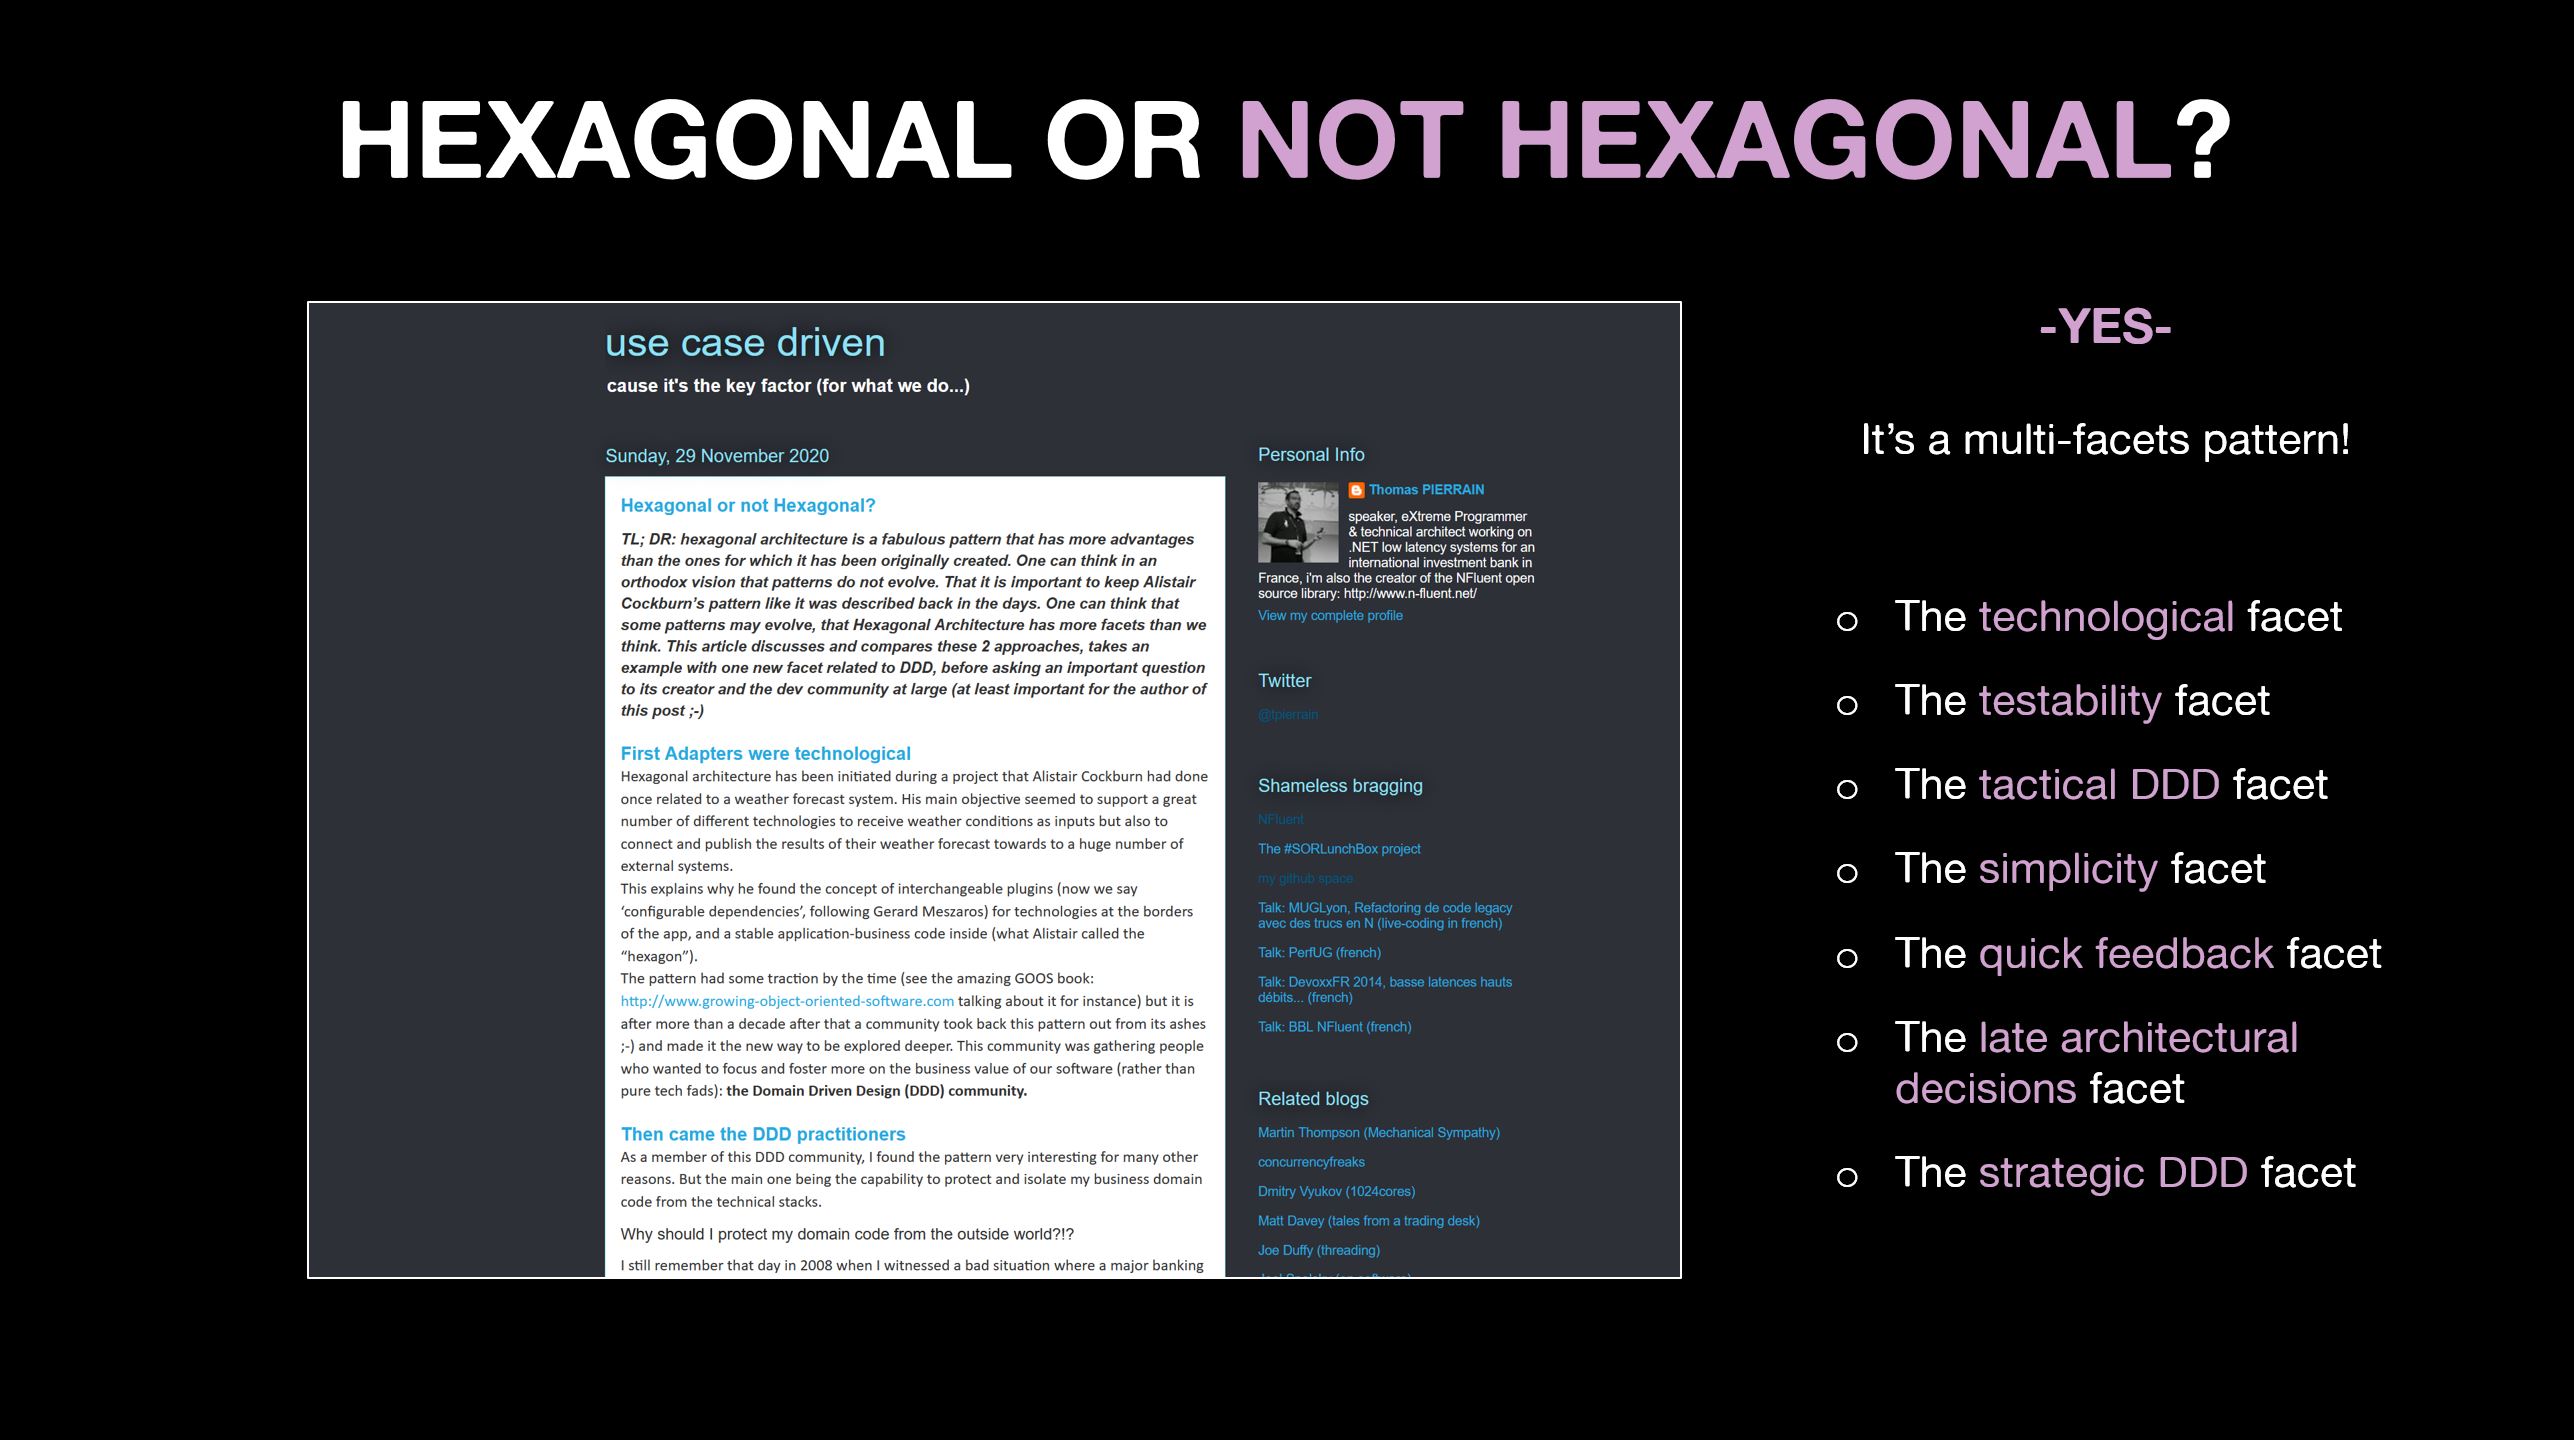 HEXAGONAL OR NOT HEXAGONAL?
use case driven
cause it's the key factor (for what we do...)
Sunday, 29 November 2020
Hexagonal or not Hexagonal?
TL; DR: hexagonal architecture is a fabulous pattern that has more advantages
than the ones for which it has been originally created. One can think in an
orthodox vision that patterns do not evolve. That it is important to keep Alistair
Cockburn’s pattern like it was described back in the days. One can think that
some patterns may evolve, that Hexagonal Architecture has more facets than we
think. This article discusses and compares these 2 approaches, takes an
example with one new facet related to DDD, before asking an important question
to its creator and the dev community at large (at least important for the author of
this post ;-)
First Adapters were technological
Hexagonal architecture has been initiated during a project that Alistair Cockburn had done
once related to a weather forecast system. His main objective seemed to support a great
number of different technologies to receive weather conditions as inputs but also to
connect and publish the results of their weather forecast towards to a huge number of
external systems.
This explains why he found the concept of interchangeable plugins (now we say
‘configurable dependencies’, following Gerard Meszaros) for technologies at the borders
of the app, and a stable application-business code inside (what Alistair called the
“hexagon”).
The pattern had some traction by the time (see the amazing GOOS book:
http://www.growing-object-oriented-software.com talking about it for instance) but it is
after more than a decade after that a community took back this pattern out from its ashes
;-) and made it the new way to be explored deeper. This community was gathering people
who wanted to focus and foster more on the business value of our software (rather than
pure tech fads): the Domain Driven Design (DDD) community.
Then came the DDD practitioners
As a member of this DDD community, I found the pattern very interesting for many other
reasons. But the main one being the capability to protect and isolate my business domain
code from the technical stacks.
Why should I protect my domain code from the outside world?!?
I still remember that day in 2008 when I witnessed a bad situation where a major banking
Personal Info
Thomas PIERRAIN
speaker, eXtreme Programmer
& technical architect working on
.NET low latency systems for an
international investment bank in
France, i'm also the creator of the NFluent open
source library: http://www.n-fluent.net/
View my complete profile
Twitter
@tpierrain
Shameless bragging
NFluent
The #SORLunchBox project
my github space
Talk: MUGLyon, Refactoring de code legacy
avec des trucs en N (live-coding in french)
Talk: PerfUG (french)
Talk: DevoxxFR 2014, basse latences hauts
débits... (french)
Talk: BBL NFluent (french)
Related blogs
Martin Thompson (Mechanical Sympathy)
concurrencyfreaks
Dmitry Vyukov (1024cores)
Matt Davey (tales from a trading desk)
Joe Duffy (threading)
-YES-
It’s a multi-facets pattern!
The technological facet
The testability facet
The tactical DDD facet
The simplicity facet
The quick feedback facet
The late architectural
decisions facet
The strategic DDD facet